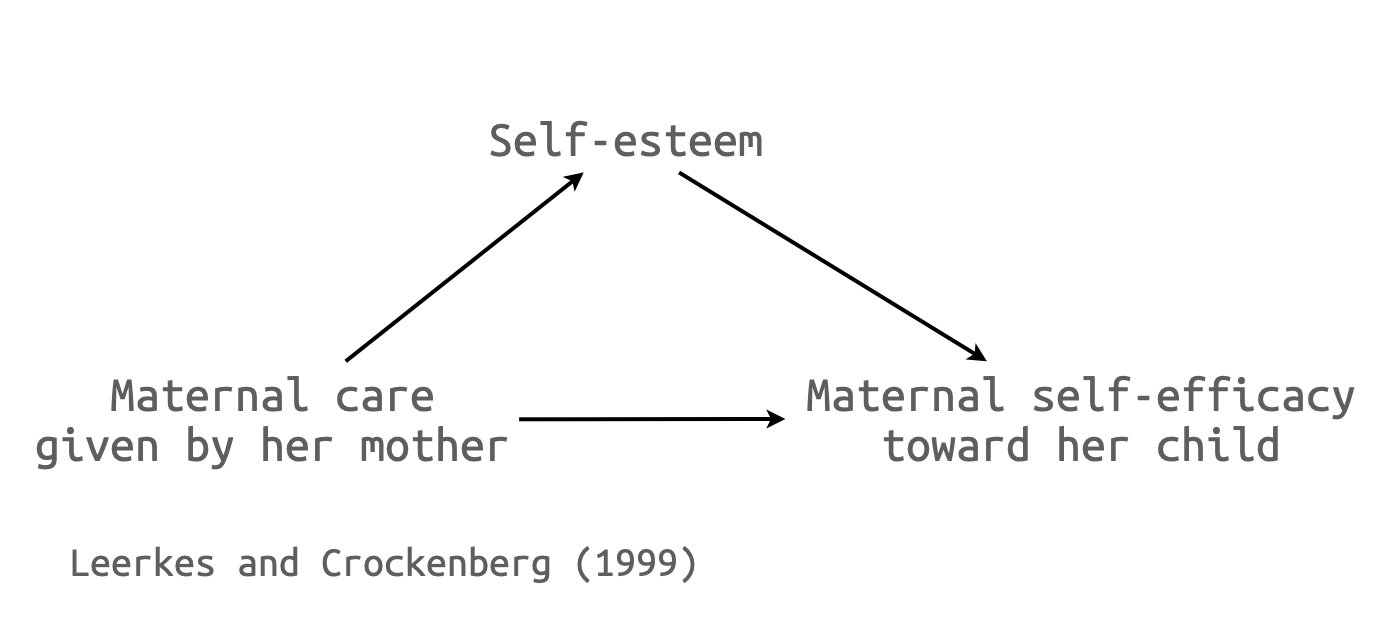 Self-esteem
Maternal care
given by her mother
Maternal self-efficacy
toward her child
Leerkes and Crockenberg (1999)